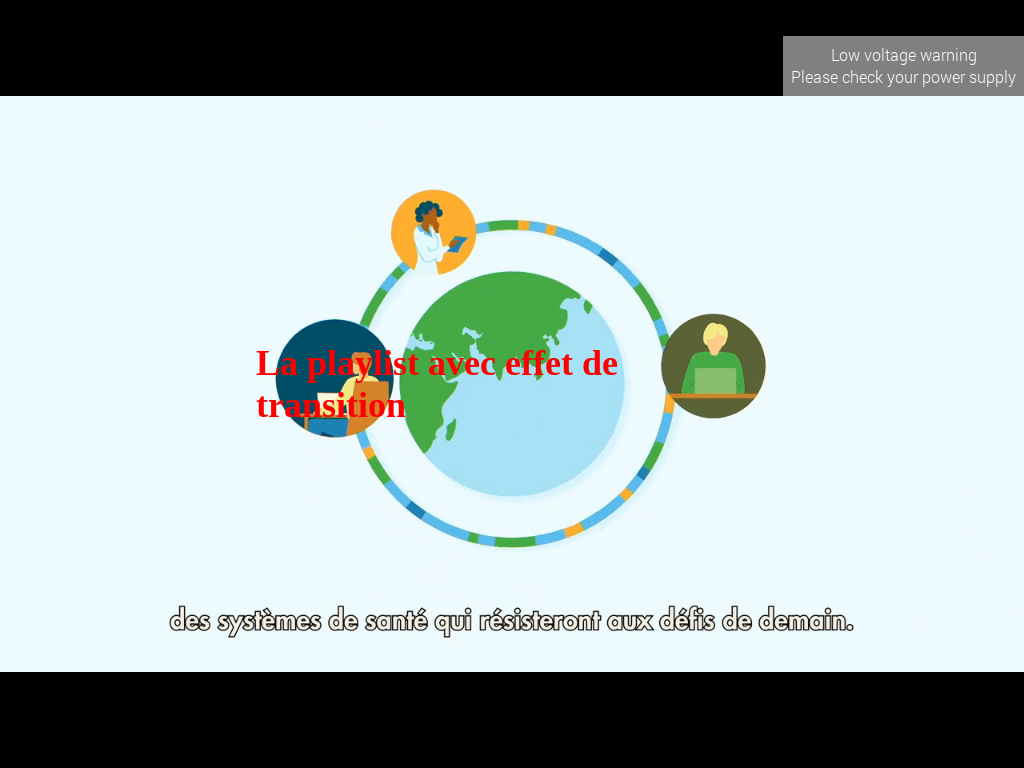 Low voltage warning
Please check your power supply
La playlist avec effet de
transition
des systèmes de santé qui résisteront aux défis de demain.